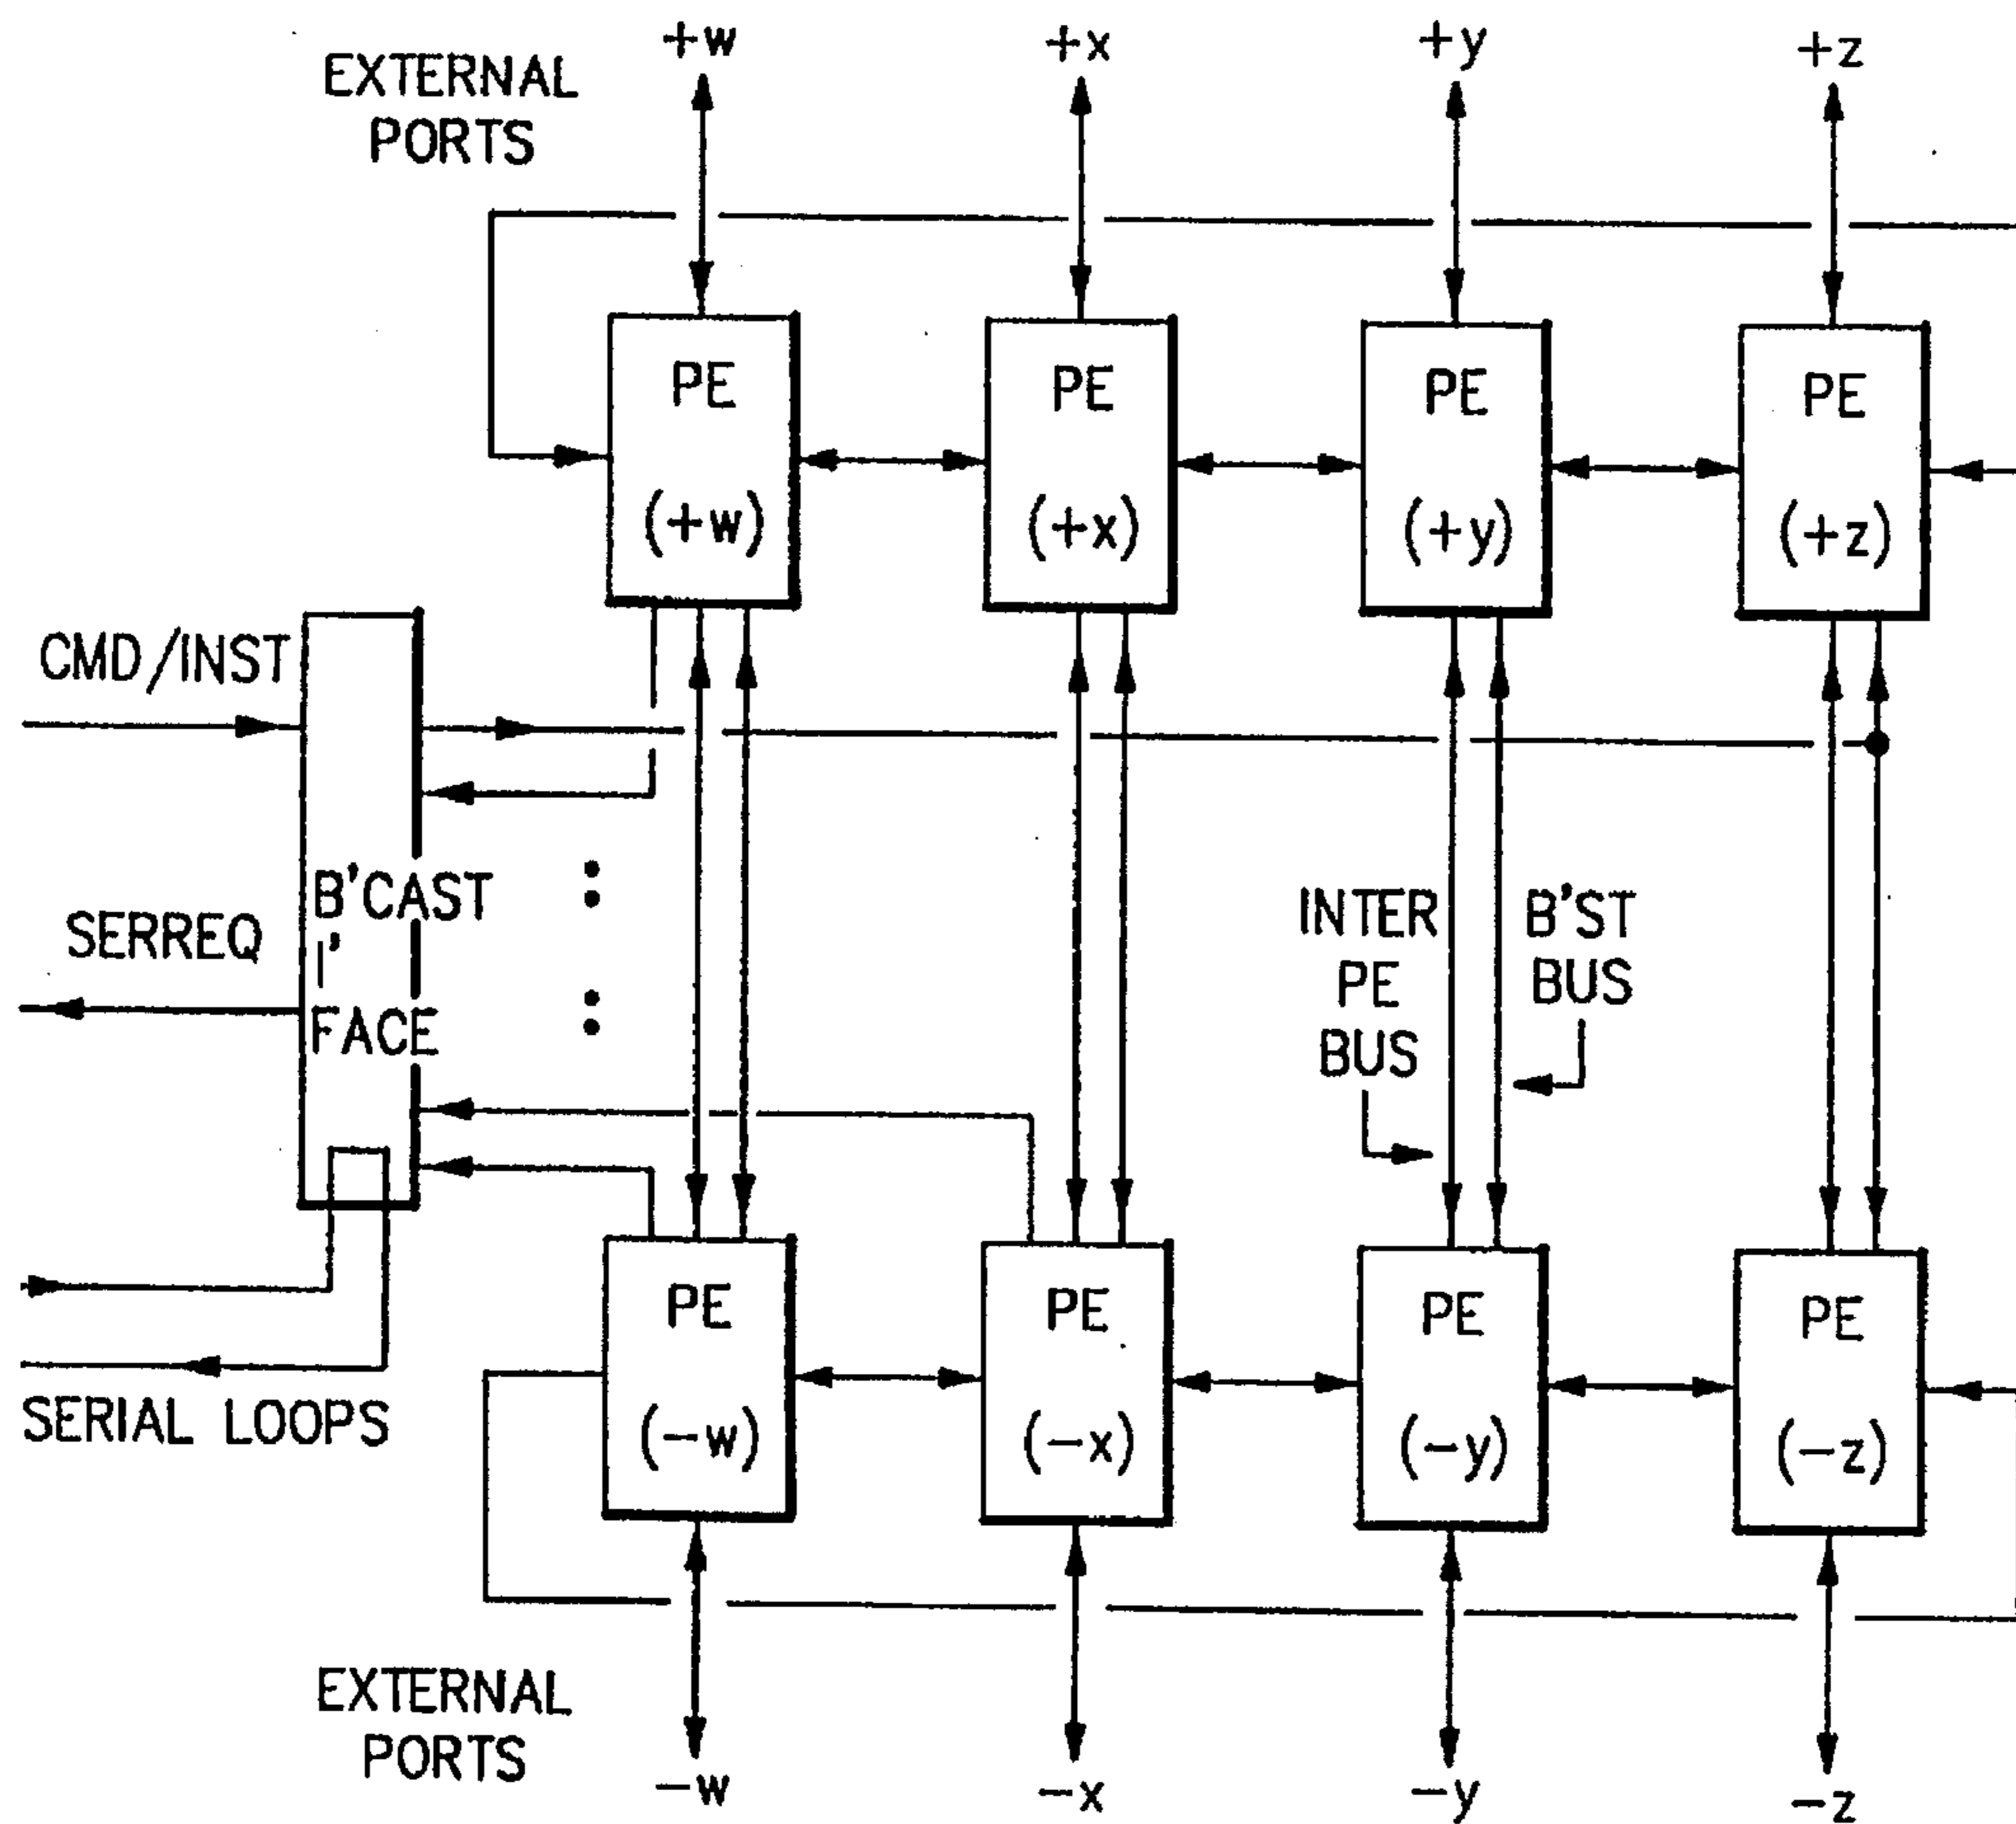 +w
+x
+y
+z
EXTERNAL
PORTS
PE
(+w)
PE
(+x)
PE
(+y)
PE
(+z)
CMD/INST
SERREQ
B'CAST
I'
FACE
INTER
PE
BUS
B'ST
BUS
SERIAL LOOPS
PE
(−w)
PE
(−x)
PE
(−y)
PE
(−z)
EXTERNAL
PORTS
−w
−x
−y
−z